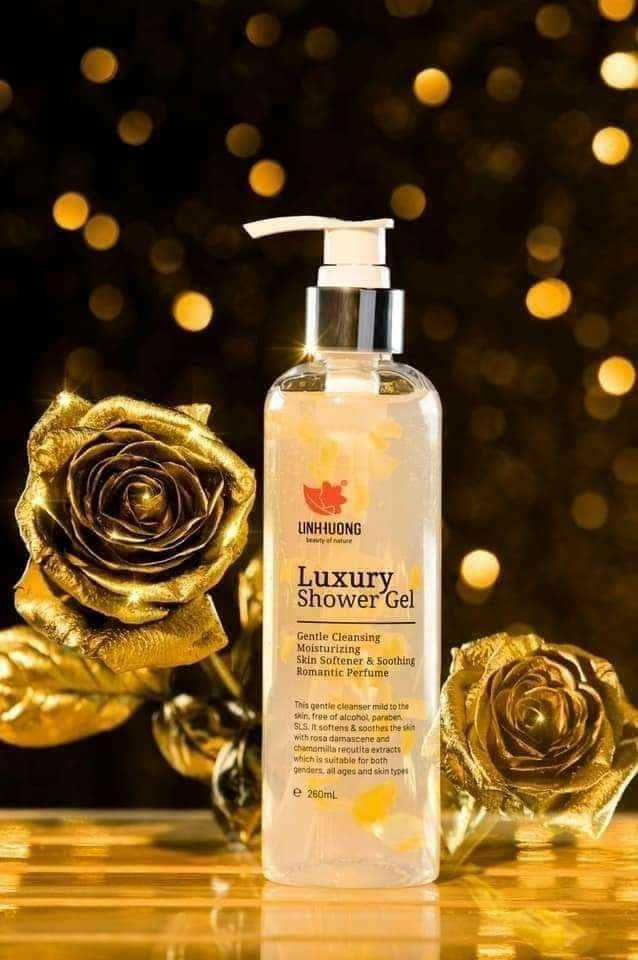 LINH HUONG
beauty of nature
Luxury
Shower Gel
Gentle Cleansing
Moisturizing
Skin Softener & Soothing
Romantic Perfume
This gentle cleanser mild to the
skin, free of alcohol, paraben,
SLS. It softens & soothes the skin
with rosa damascene and
chamomilla recutita extracts
which is suitable for both
genders, all ages and skin types
e 260mL